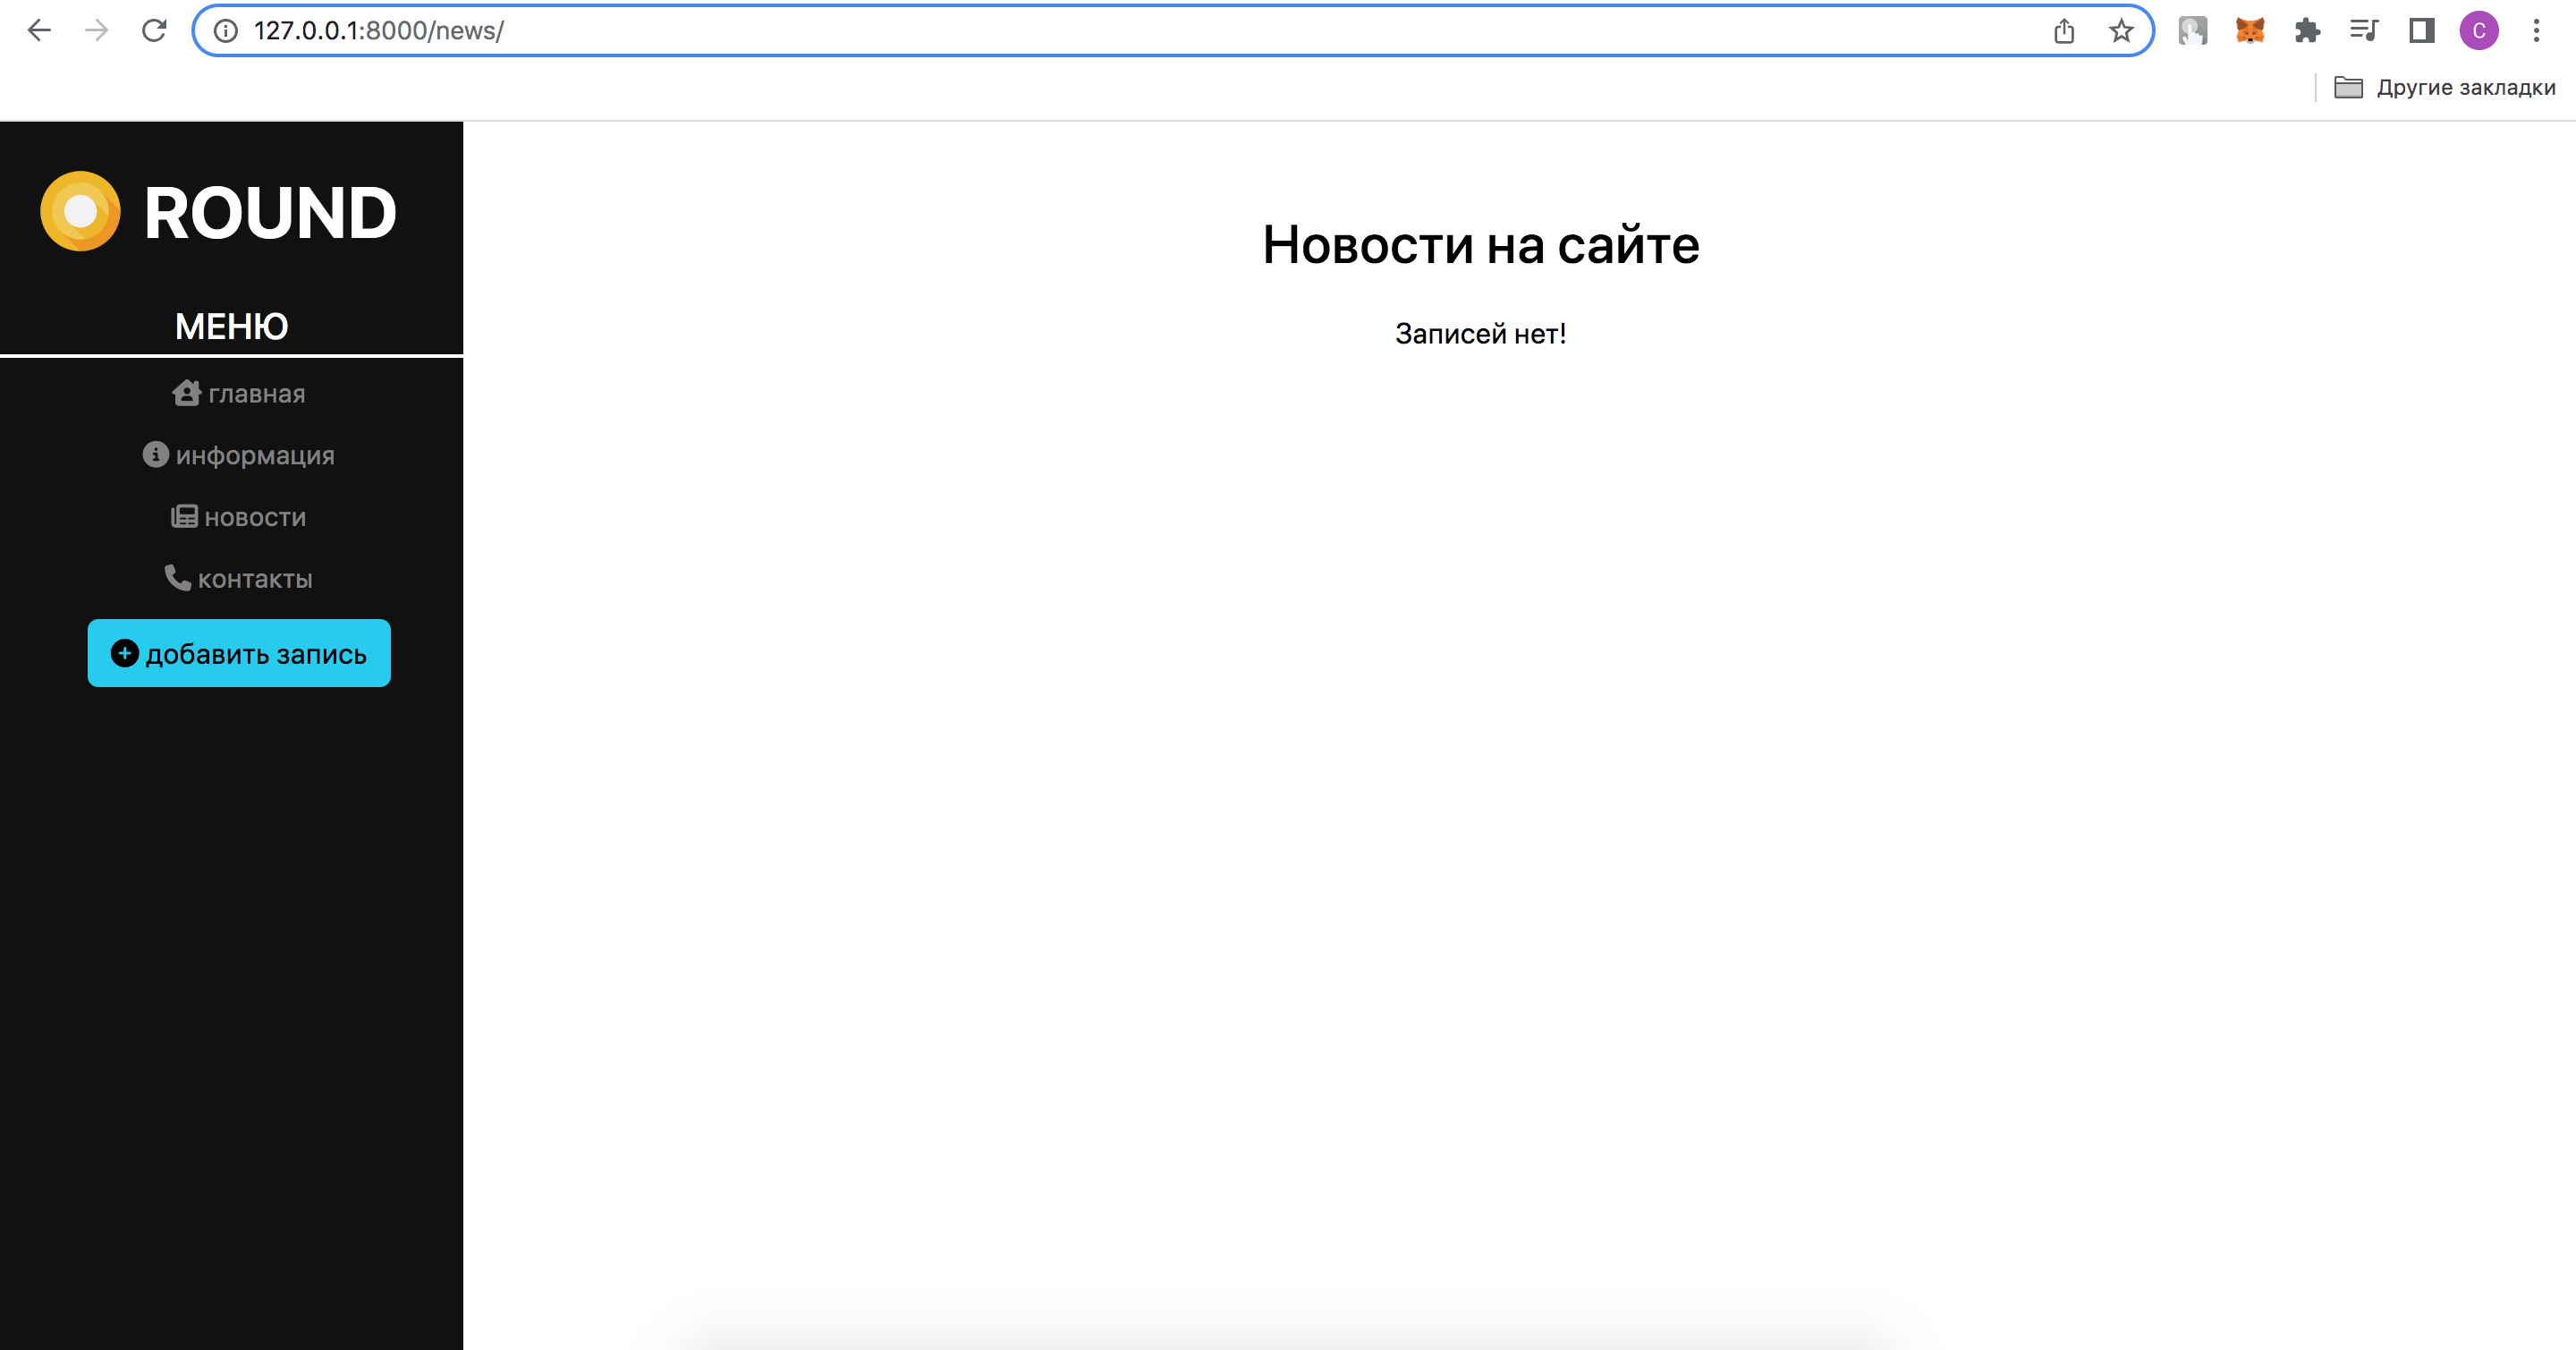 127.0.0.1:8000/news/
C
Другие закладки
ROUND
МЕНЮ
главная
информация
новости
контакты
добавить запись
Новости на сайте
Записей нет!